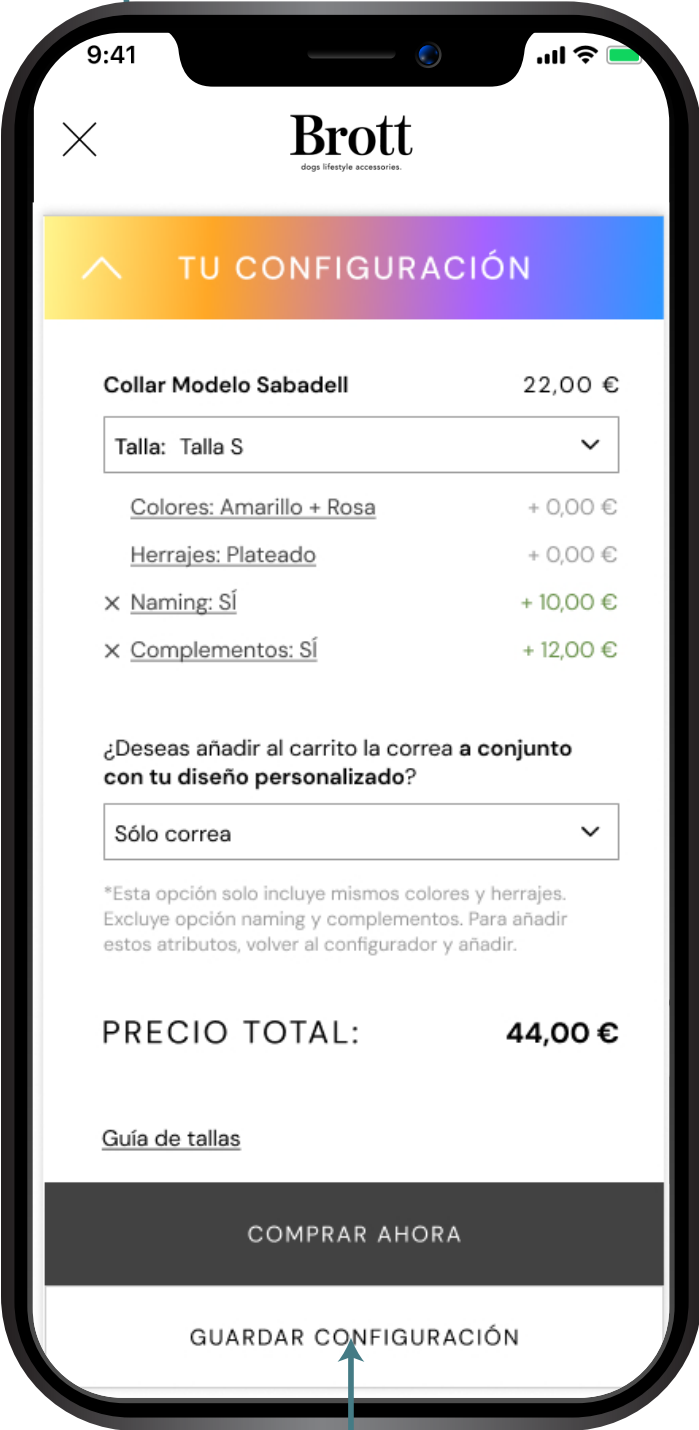 9:41
Brott
dogs lifestyle accessories.
TU CONFIGURACIÓN
Collar Modelo Sabadell 22,00 €
Talla: Talla S
Colores: Amarillo + Rosa + 0,00 €
Herrajes: Plateado + 0,00 €
Naming: SÍ + 10,00 €
Complementos: SÍ + 12,00 €
¿Deseas añadir al carrito la correa a conjunto
con tu diseño personalizado?
Sólo correa
*Esta opción solo incluye mismos colores y herrajes.
Excluye opción naming y complementos. Para añadir
estos atributos, volver al configurador y añadir.
PRECIO TOTAL: 44,00 €
Guía de tallas
COMPRAR AHORA
GUARDAR CONFIGURACIÓN